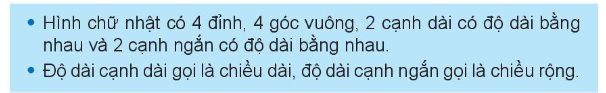 • Hình chữ nhật có 4 đỉnh, 4 góc vuông, 2 cạnh dài có độ dài bằng
nhau và 2 cạnh ngắn có độ dài bằng nhau.
• Độ dài cạnh dài gọi là chiều dài, độ dài cạnh ngắn gọi là chiều rộng.